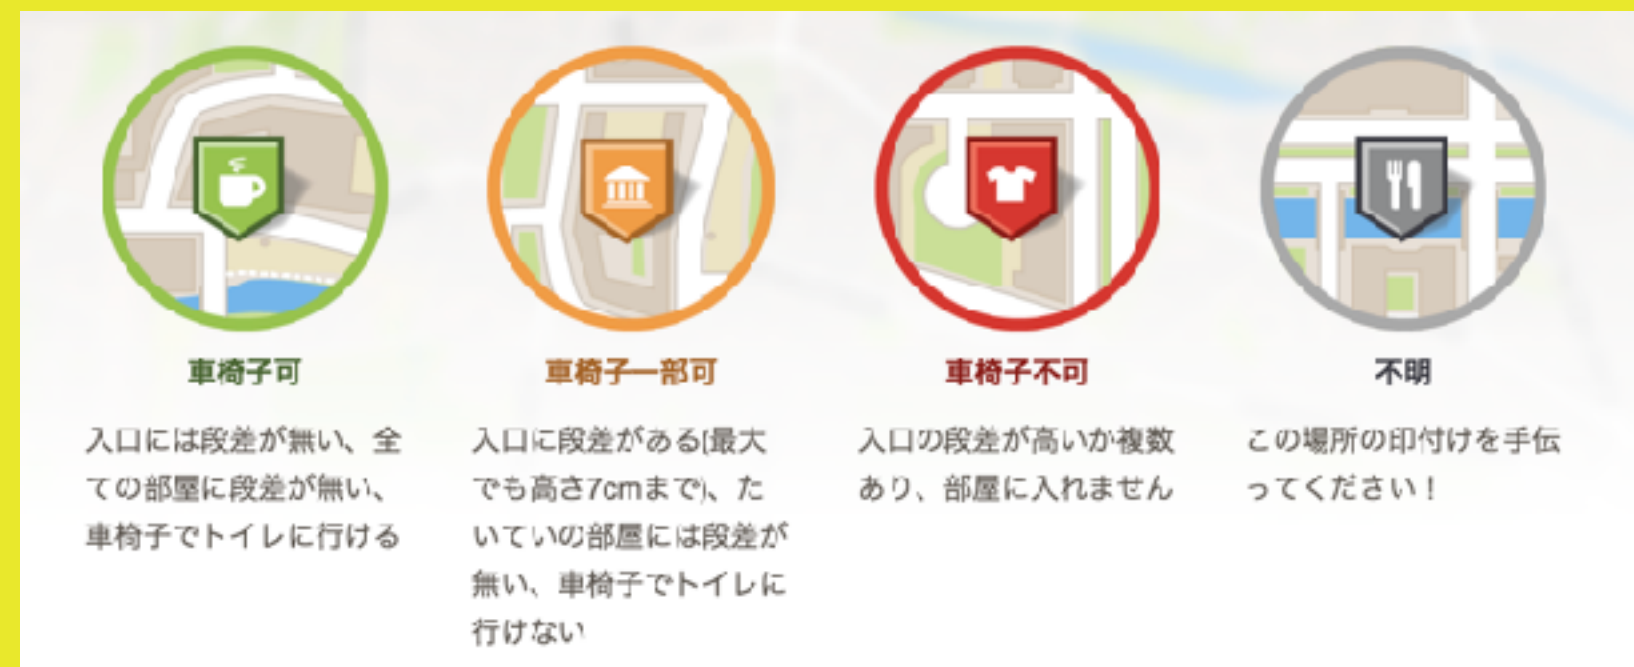 車椅子可
入口には段差が無い、全
ての部屋に段差が無い、
車椅子でトイレに行ける
車椅子一部可
入口に段差がある(最大
でも高さ7cmまで)、た
いていの部屋には段差が
無い、車椅子でトイレに
行けない
車椅子不可
入口の段差が高いか複数
あり、部屋に入れません
不明
この場所の印付けを手伝
ってください！